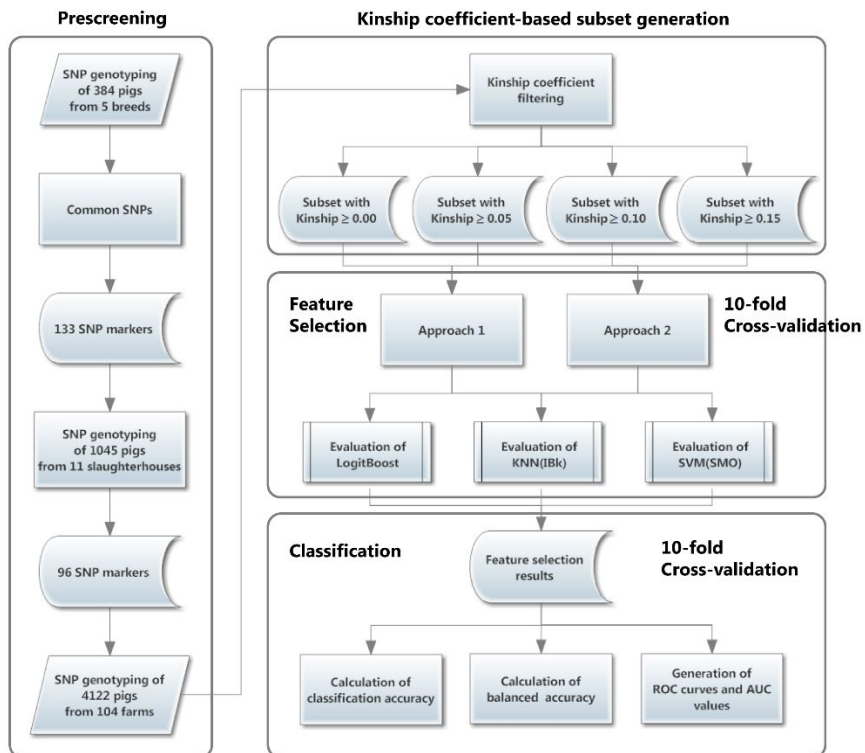 Prescreening
SNP genotyping
of 384 pigs
from 5 breeds
Common SNPs
133 SNP markers
SNP genotyping
of 1045 pigs
from 11 slaughterhouses
96 SNP markers
SNP genotyping of
4122 pigs
from 104 farms
Kinship coefficient-based subset generation
Kinship coefficient
filtering
Subset with
Kinship ≥ 0.00
Subset with
Kinship ≥ 0.05
Subset with
Kinship ≥ 0.10
Subset with
Kinship ≥ 0.15
Feature
Selection
Approach 1
Approach 2
10-fold
Cross-validation
Evaluation of
LogitBoost
Evaluation of
KNN(IBk)
Evaluation of
SVM(SMO)
Classification
Feature selection
results
10-fold
Cross-validation
Calculation of
classification accuracy
Calculation of
balanced accuracy
Generation of
ROC curves and AUC
values